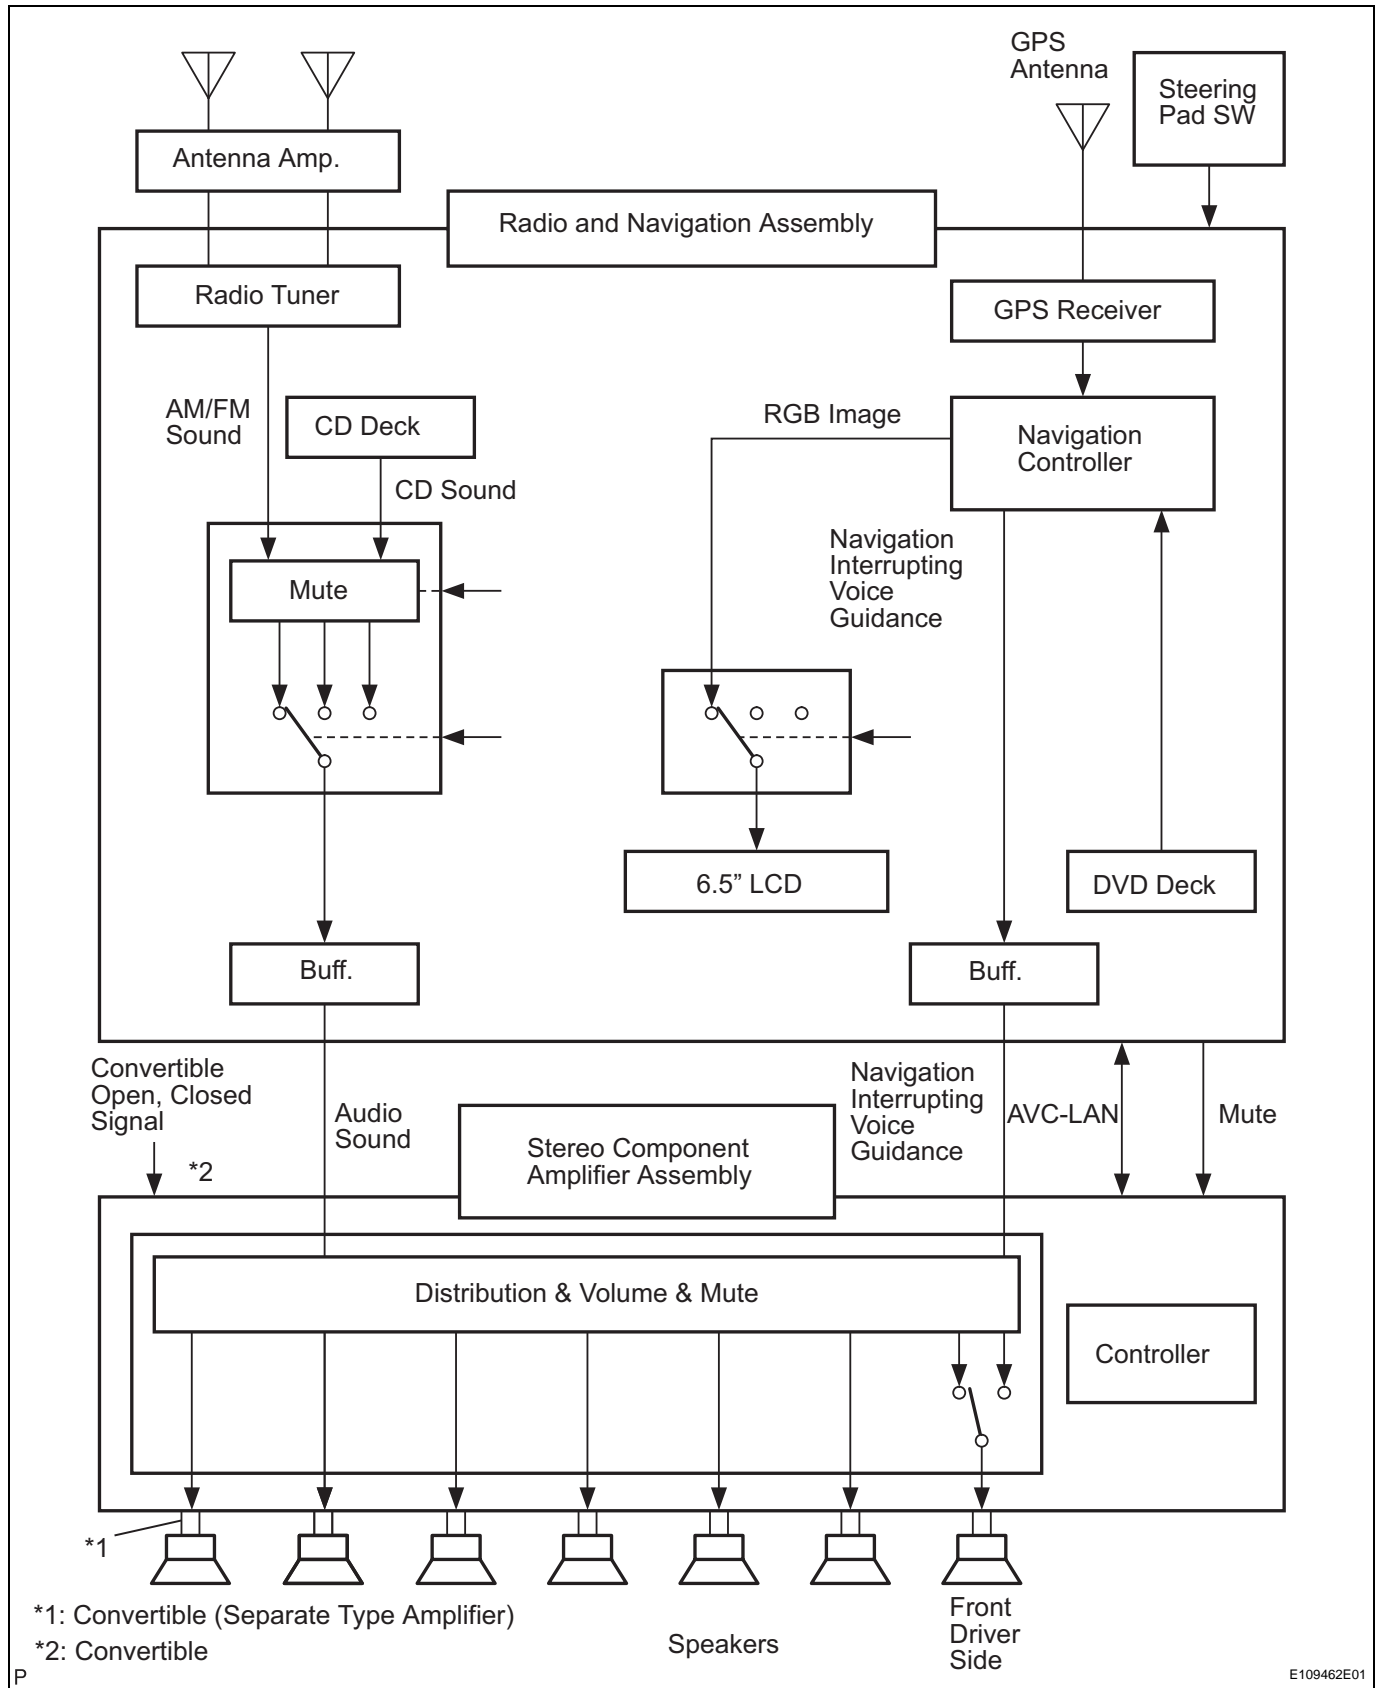 GPS
Antenna
Steering
Pad SW
Antenna Amp.
Radio and Navigation Assembly
Radio Tuner
GPS Receiver
AM/FM
Sound
CD Deck
RGB Image
Navigation
Controller
CD Sound
Navigation
Interrupting
Voice
Guidance
Mute
6.5” LCD
DVD Deck
Buff.
Buff.
Convertible
Open, Closed
Signal
*2
Audio
Sound
Stereo Component
Amplifier Assembly
Navigation
Interrupting
Voice
Guidance
AVC-LAN
Mute
Distribution & Volume & Mute
Controller
*1
*1: Convertible (Separate Type Amplifier)
*2: Convertible
Speakers
Front
Driver
Side
P
E109462E01